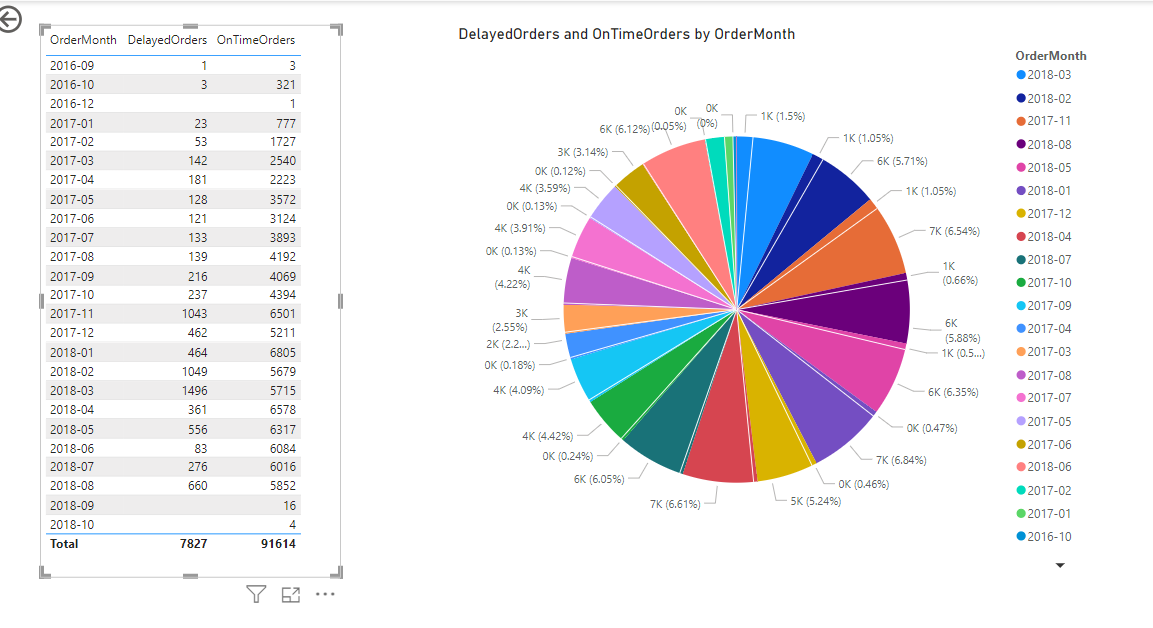 DelayedOrders and OnTimeOrders by OrderMonth
OrderMonth DelayedOrders OnTimeOrders
2016-09 1 3
2016-10 3 321
2016-12 1
2017-01 23 777
2017-02 53 1727
2017-03 142 2540
2017-04 181 2223
2017-05 128 3572
2017-06 121 3124
2017-07 133 3893
2017-08 139 4192
2017-09 216 4069
2017-10 237 4394
2017-11 1043 6501
2017-12 462 5211
2018-01 464 6805
2018-02 1049 5679
2018-03 1496 5715
2018-04 361 6578
2018-05 556 6317
2018-06 83 6084
2018-07 276 6016
2018-08 660 5852
2018-09 16
2018-10 4
Total 7827 91614
1K (1.5%)
1K (1.05%)
6K (5.71%)
1K (1.05%)
7K (6.54%)
1K
(0.66%)
6K
(5.88%)
1K (0.5...)
6K (6.35%)
0K (0.47%)
7K (6.84%)
0K (0.46%)
5K (5.24%)
7K (6.61%)
6K (6.05%)
0K (0.24%)
4K (4.42%)
4K (4.09%)
0K (0.18%)
2K (2.2...)
3K
(2.55%)
4K
(4.22%)
0K (0.13%)
4K (3.91%)
0K (0.13%)
4K (3.59%)
0K (0.12%)
3K (3.14%)
6K (6.12%)
0K
(0.05%)
0K
(0%)
OrderMonth
2018-03
2018-02
2017-11
2018-08
2018-05
2018-01
2017-12
2018-04
2018-07
2017-10
2017-09
2017-04
2017-03
2017-08
2017-07
2017-05
2017-06
2018-06
2017-02
2017-01
2016-10